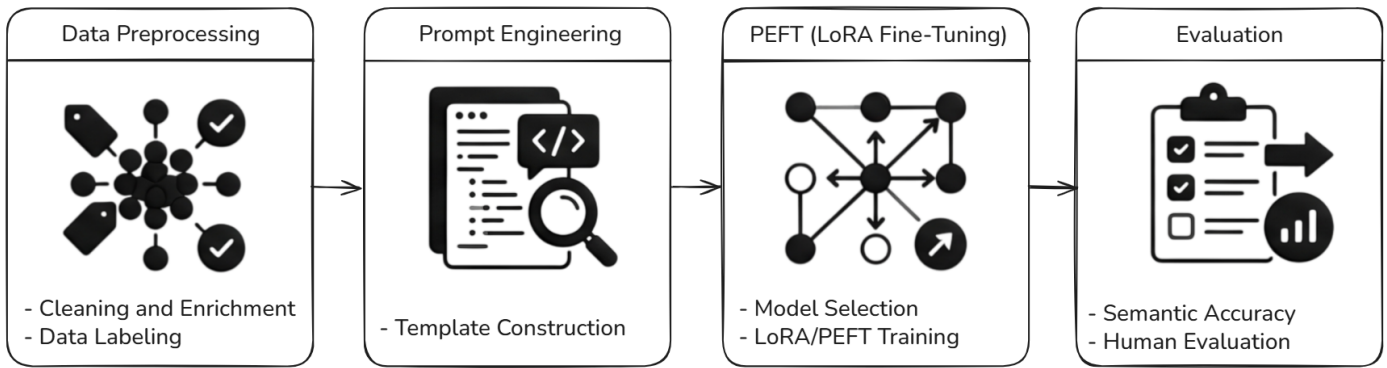 Data Preprocessing
- Cleaning and Enrichment
- Data Labeling
Prompt Engineering
</>
- Template Construction
PEFT (LoRA Fine-Tuning)
- Model Selection
- LoRA/PEFT Training
Evaluation
- Semantic Accuracy
- Human Evaluation